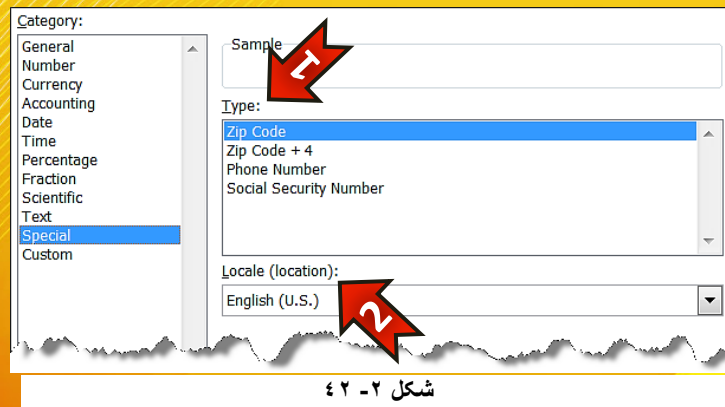 Category:
General
Number
Currency
Accounting
Date
Time
Percentage
Fraction
Scientific
Text
Special
Custom
Sample
1
Type:
Zip Code
Zip Code + 4
Phone Number
Social Security Number
Locale (location):
English (U.S.)
2
شكل ٢- ٤٢